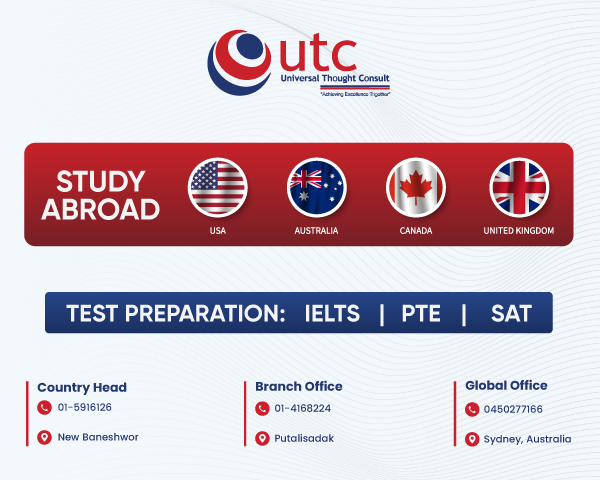 utc
Universal Thought Consult
"Achieving Excellence Together"
STUDY
ABROAD
USA
AUSTRALIA
CANADA
UNITED KINGDOM
TEST PREPARATION: IELTS | PTE | SAT
Country Head
01-5916126
New Baneshwor
Branch Office
01-4168224
Putalisadak
Global Office
0450277166
Sydney, Australia